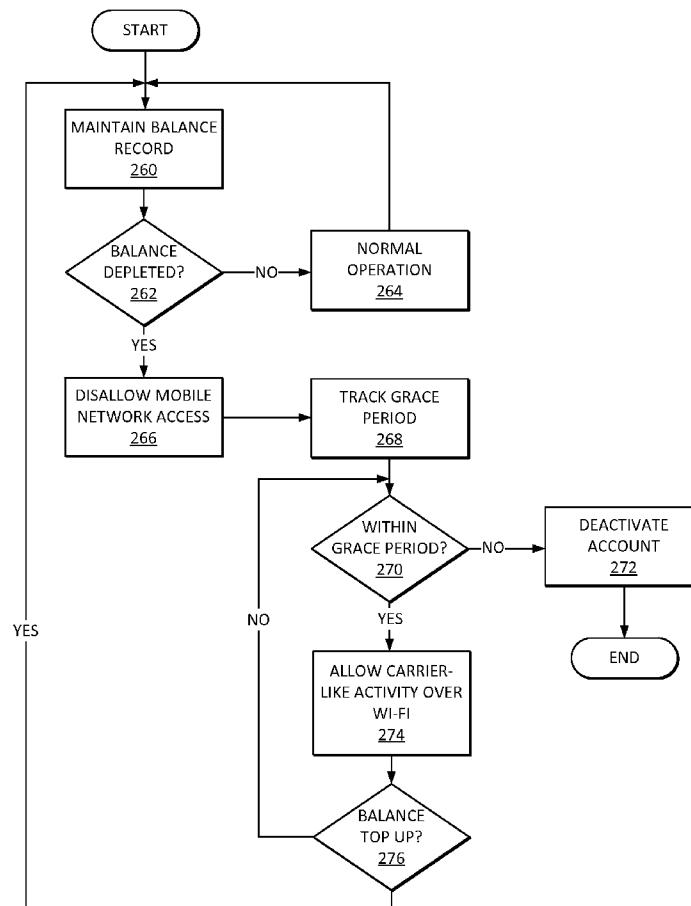 START
MAINTAIN BALANCE
RECORD
260
BALANCE
DEPLETED?
262
NO
NORMAL
OPERATION
264
YES
DISALLOW MOBILE
NETWORK ACCESS
266
TRACK GRACE
PERIOD
268
WITHIN
GRACE PERIOD?
270
NO
DEACTIVATE
ACCOUNT
272
YES
NO
YES
END
ALLOW CARRIER-
LIKE ACTIVITY OVER
WI-FI
274
BALANCE
TOP UP?
276